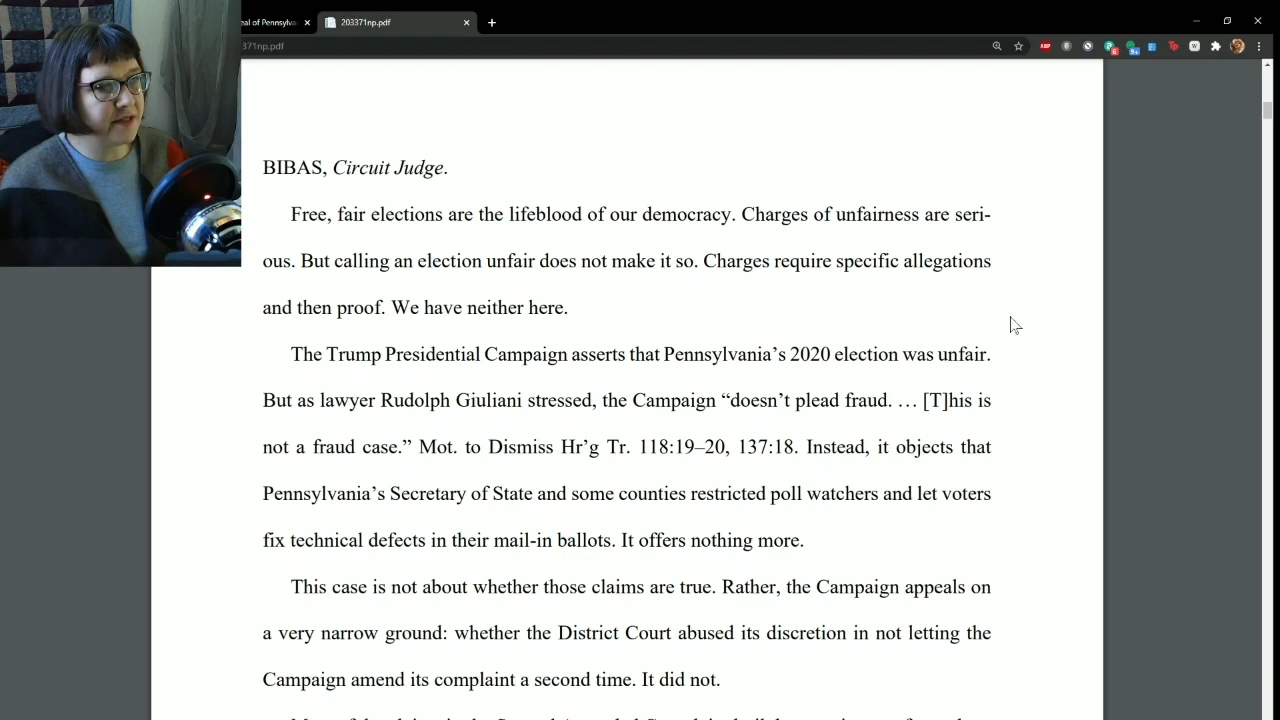 eal of Pennsylva
203371np.pdf
371np.pdf
BIBAS, Circuit Judge.
Free, fair elections are the lifeblood of our democracy. Charges of unfairness are seri-
ous. But calling an election unfair does not make it so. Charges require specific allegations
and then proof. We have neither here.
The Trump Presidential Campaign asserts that Pennsylvania’s 2020 election was unfair.
But as lawyer Rudolph Giuliani stressed, the Campaign “doesn’t plead fraud. … [T]his is
not a fraud case.” Mot. to Dismiss Hr’g Tr. 118:19–20, 137:18. Instead, it objects that
Pennsylvania’s Secretary of State and some counties restricted poll watchers and let voters
fix technical defects in their mail-in ballots. It offers nothing more.
This case is not about whether those claims are true. Rather, the Campaign appeals on
a very narrow ground: whether the District Court abused its discretion in not letting the
Campaign amend its complaint a second time. It did not.